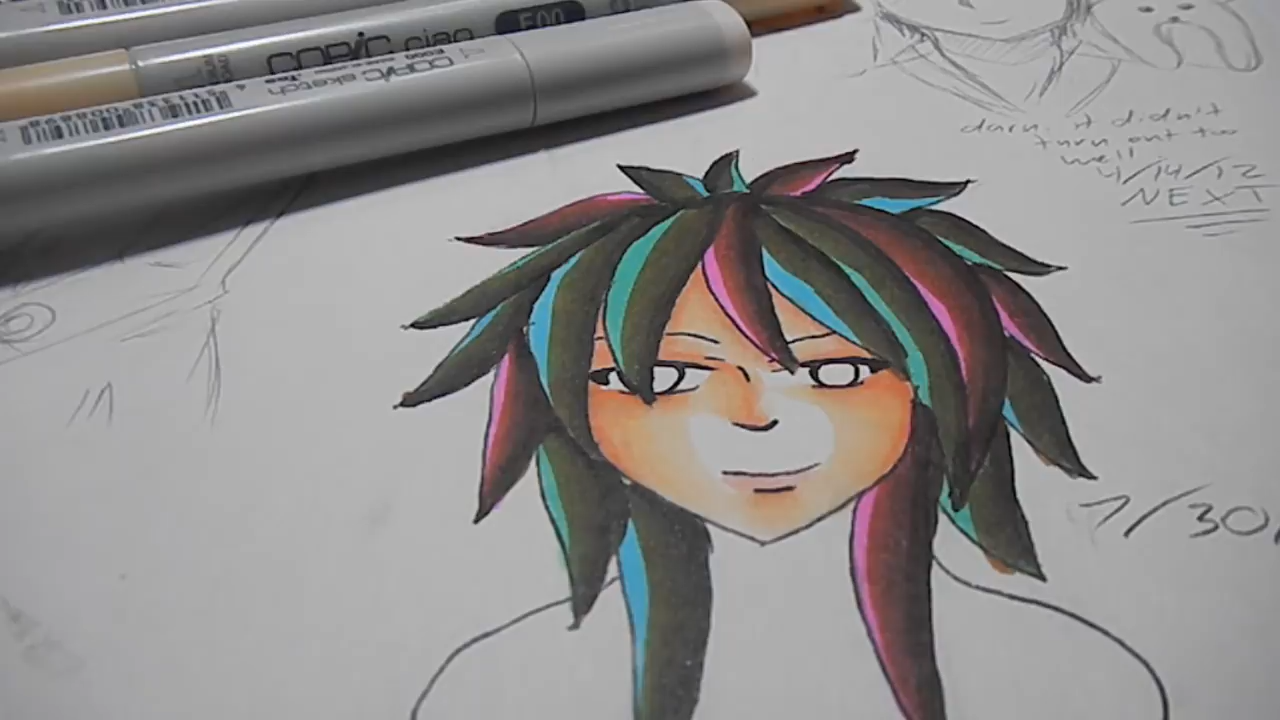 COPIC ciao
E00
COPIC sketch
darn, it didn't
turn out too
well
4/14/12
NEXT
7/30